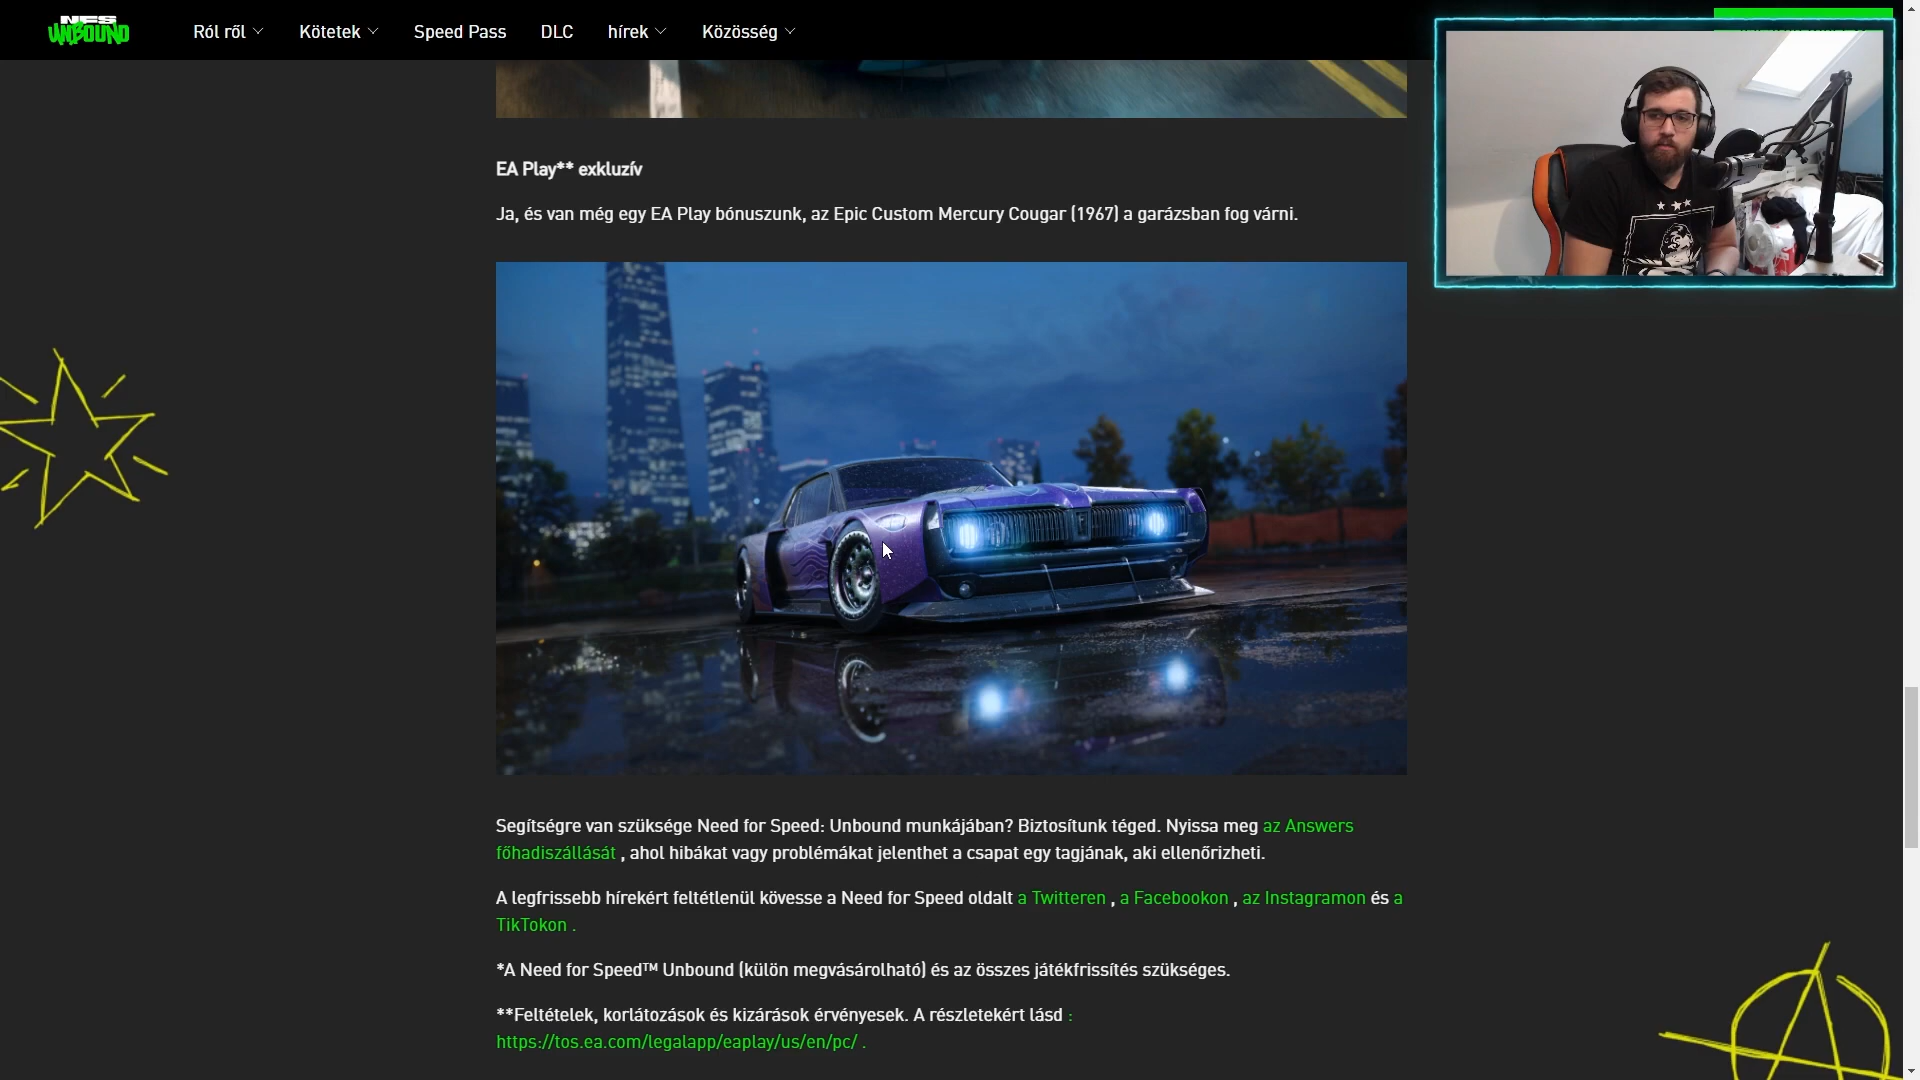 NFS
UNBOUND
Ról ről
Kötetek
Speed Pass
DLC
hírek
Közösség
EA Play** exkluzív
Ja, és van még egy EA Play bónuszunk, az Epic Custom Mercury Cougar (1967) a garázsban fog várni.
Segítségre van szüksége Need for Speed: Unbound munkájában? Biztosítunk téged. Nyissa meg az Answers
főhadiszállását , ahol hibákat vagy problémákat jelenthet a csapat egy tagjának, aki ellenőrizheti.
A legfrissebb hírekért feltétlenül kövesse a Need for Speed oldalt a Twitteren , a Facebookon , az Instagramon és a
TikTokon .
*A Need for Speed™ Unbound (külön megvásárolható) és az összes játékfrissítés szükséges.
**Feltételek, korlátozások és kizárások érvényesek. A részletekért lásd :
https://tos.ea.com/legalapp/eaplay/us/en/pc/ .